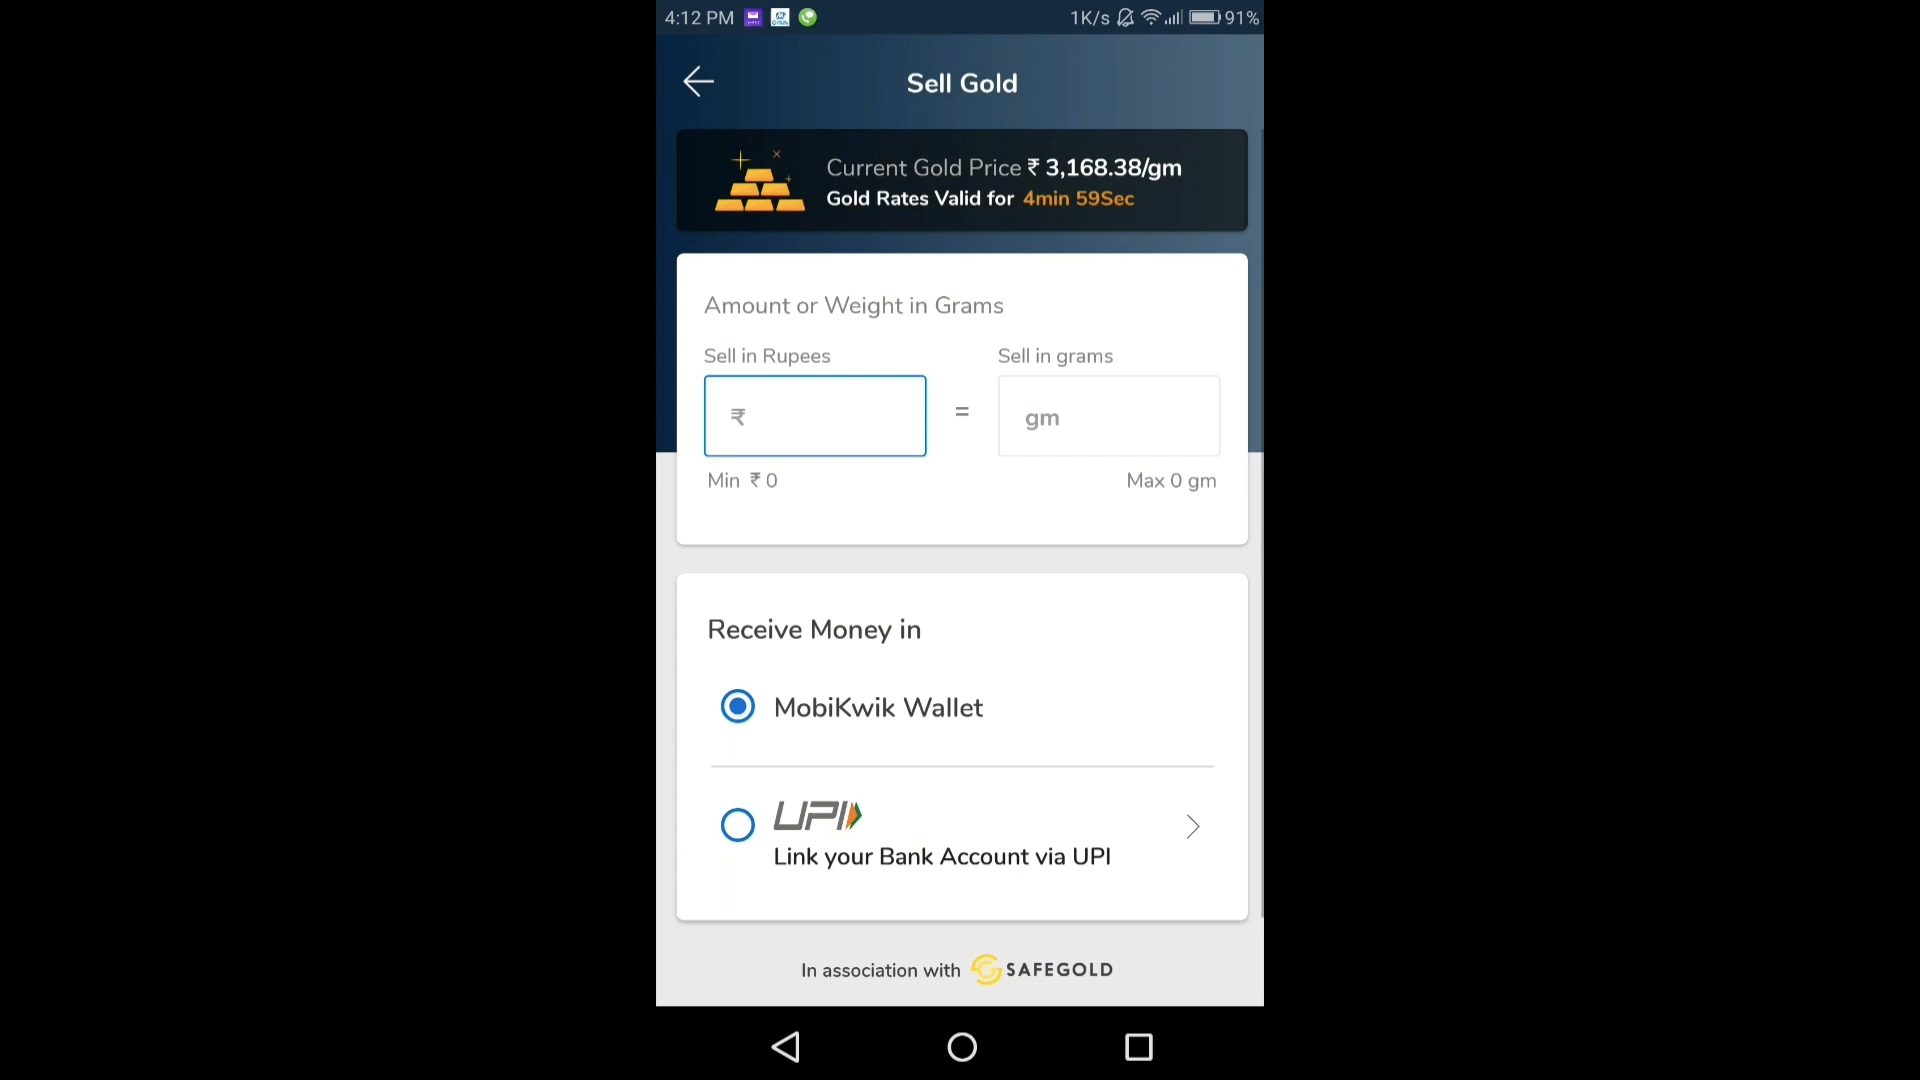 4:12 PM 1K/s 91%
Sell Gold
Current Gold Price ₹ 3,168.38/gm
Gold Rates Valid for 4min 59Sec
Amount or Weight in Grams
Sell in Rupees Sell in grams
₹ = gm
Min ₹ 0 Max 0 gm
Receive Money in
MobiKwik Wallet
UPI
Link your Bank Account via UPI
In association with SAFEGOLD